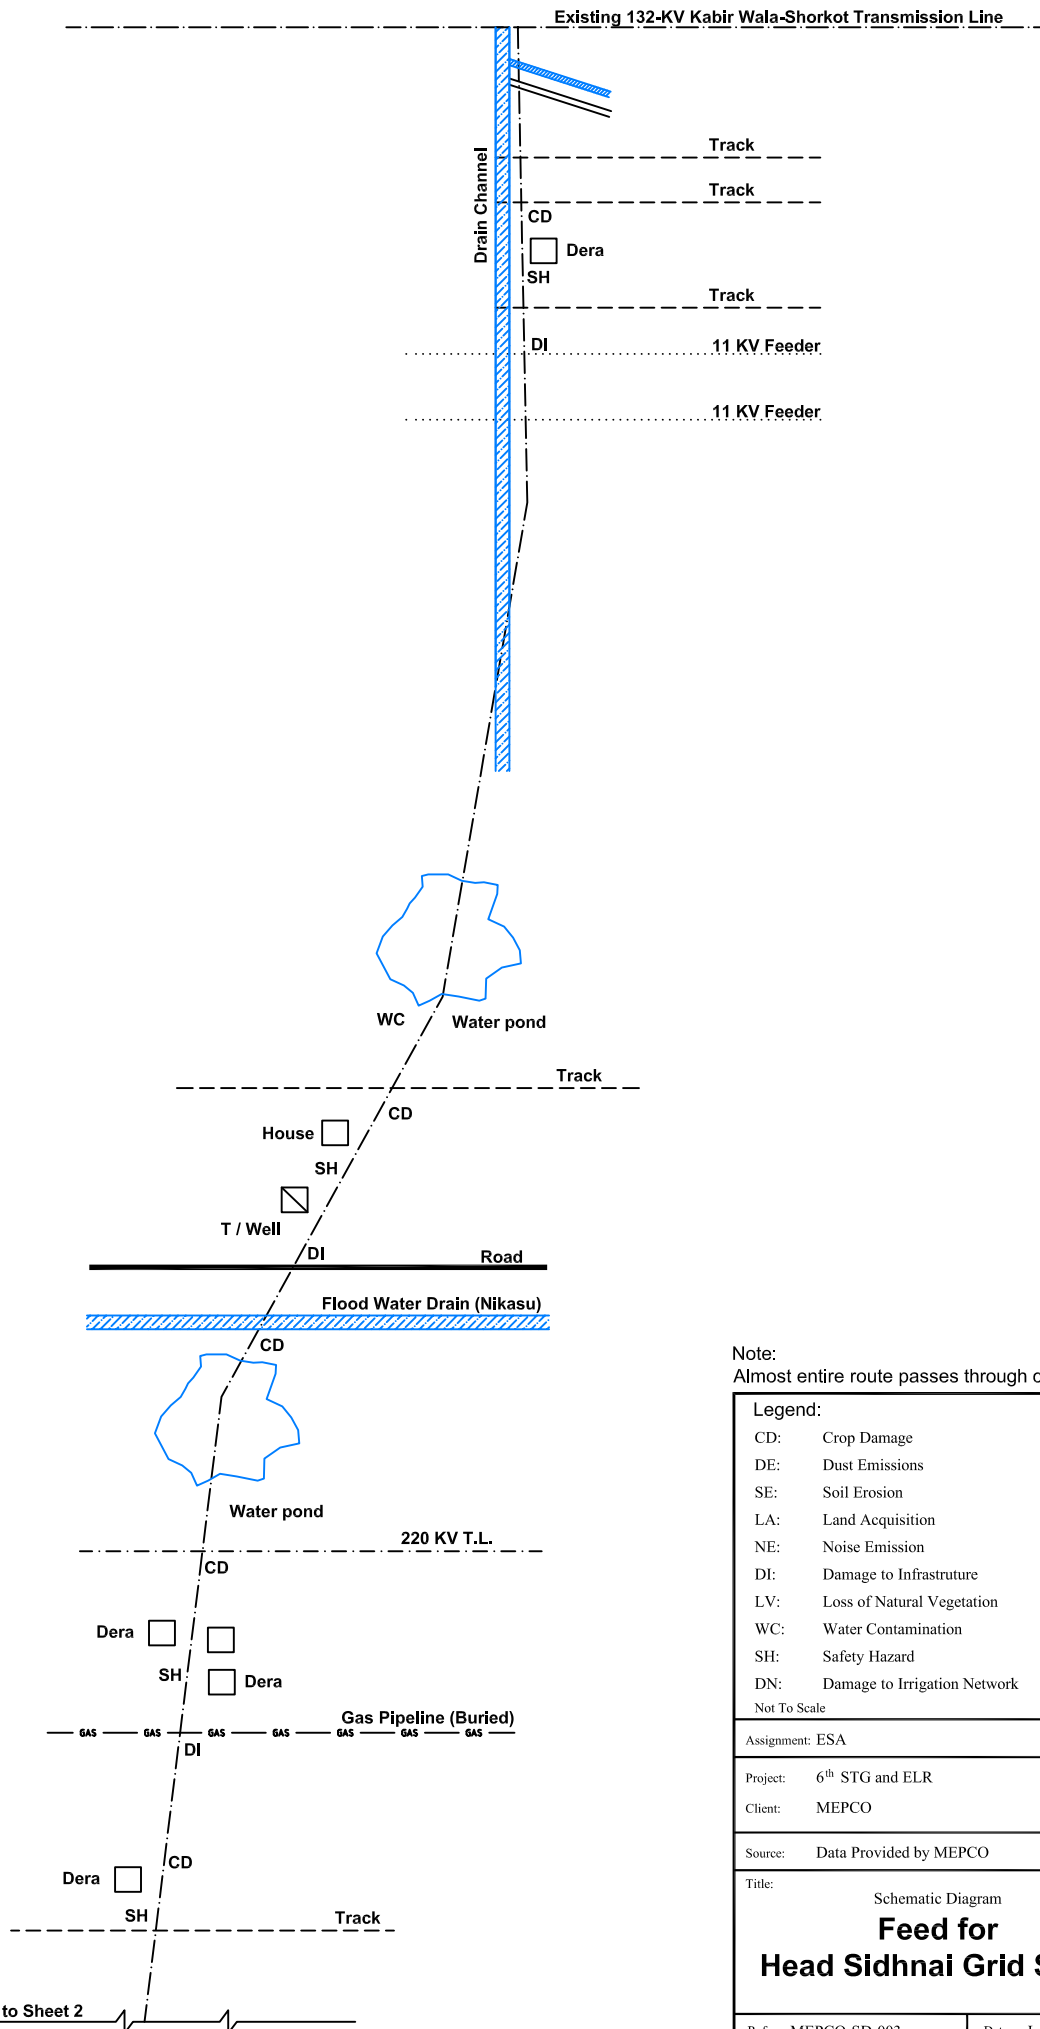 Existing 132-KV Kabir Wala-Shorkot Transmission Line
Drain Channel
Track
Track
CD
Dera
SH
Track
DI
11 KV Feeder
11 KV Feeder
WC
Water pond
Track
CD
House
SH
T / Well
DI
Road
Flood Water Drain (Nikasu)
CD
Water pond
220 KV T.L.
CD
Dera
SH
Dera
Gas Pipeline (Buried)
GAS GAS GAS GAS GAS GAS GAS
DI
CD
Dera
SH
Track
to Sheet 2
Note:
Almost entire route passes through
Legend:
CD: Crop Damage
DE: Dust Emissions
SE: Soil Erosion
LA: Land Acquisition
NE: Noise Emission
DI: Damage to Infrastruture
LV: Loss of Natural Vegetation
WC: Water Contamination
SH: Safety Hazard
DN: Damage to Irrigation Network
Not To Scale
Assignment: ESA
Project: 6th STG and ELR
Client: MEPCO
Source: Data Provided by MEPCO
Title:
Schematic Diagram
Feed for
Head Sidhnai Grid
MEPCO-SD-003